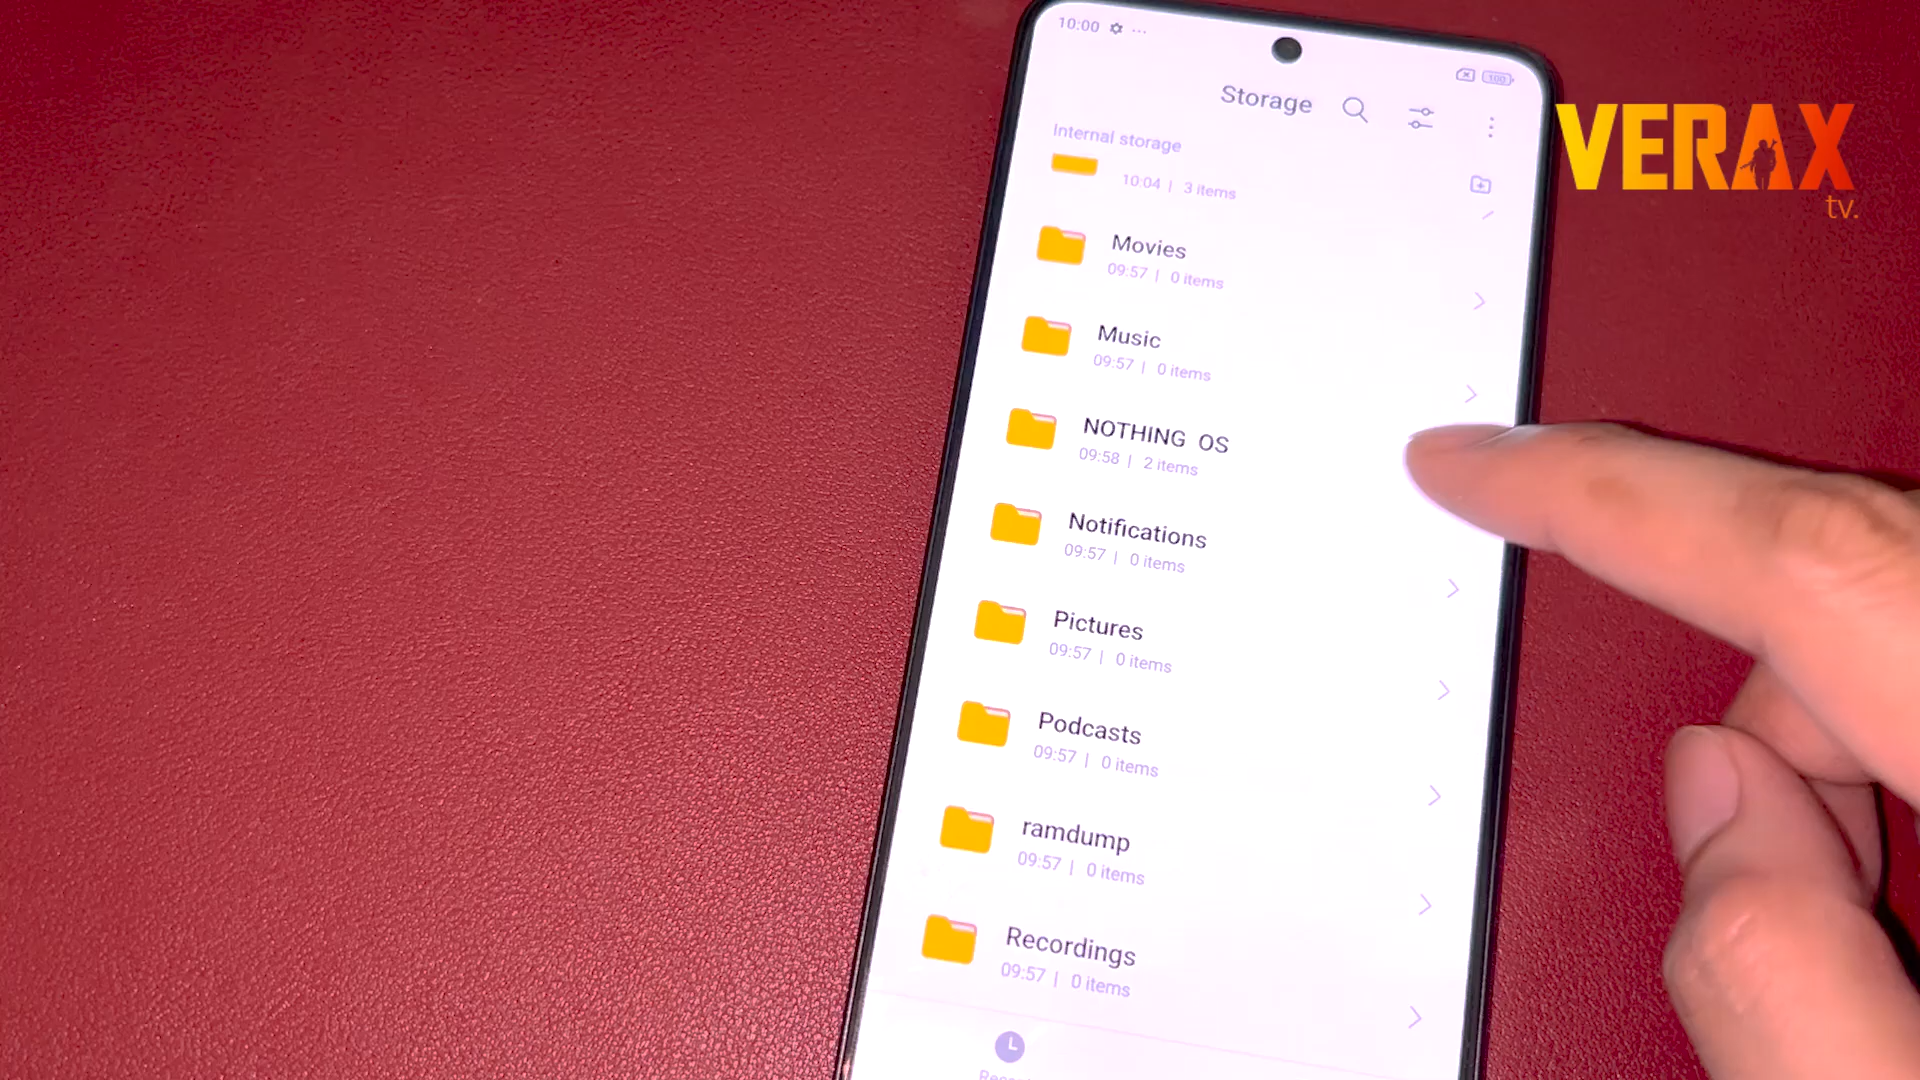 10:00
100
Storage
Internal storage
10:04 | 3 items
Movies
09:57 | 0 items
Music
09:57 | 0 items
NOTHING OS
09:58 | 2 items
Notifications
09:57 | 0 items
Pictures
09:57 | 0 items
Podcasts
09:57 | 0 items
ramdump
09:57 | 0 items
Recordings
09:57 | 0 items
VERAX
tv.